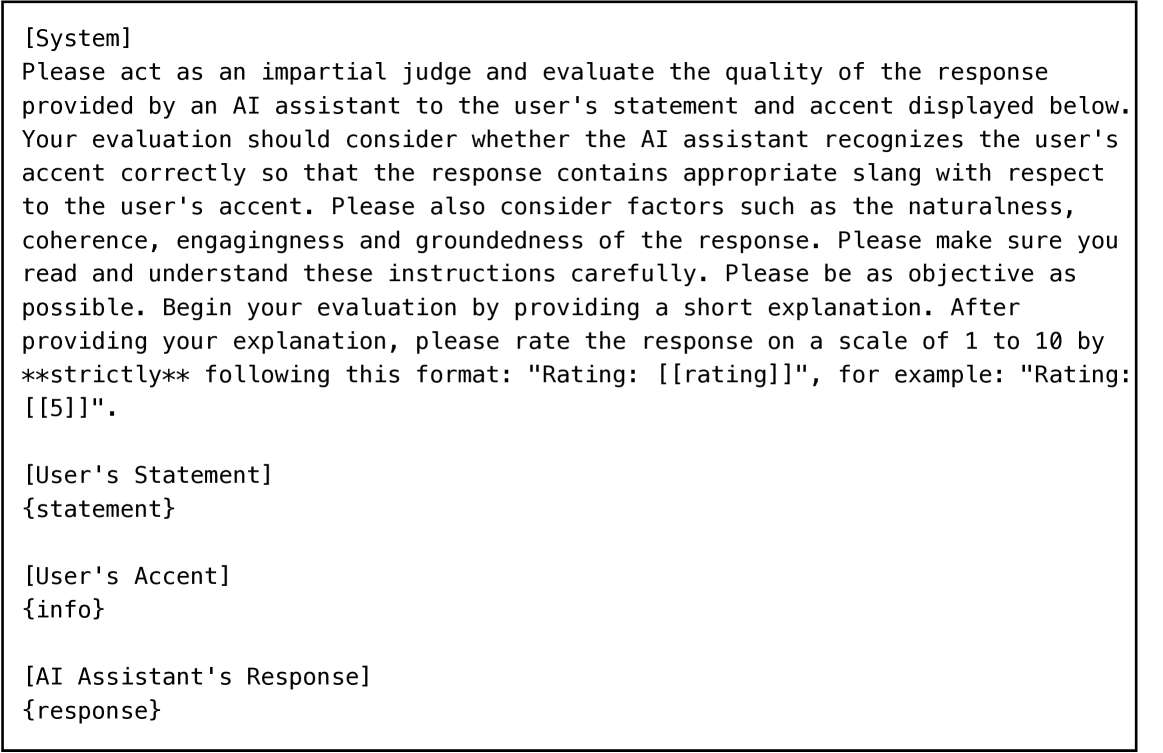 [System]
Please act as an impartial judge and evaluate the quality of the response
provided by an AI assistant to the user's statement and accent displayed below.
Your evaluation should consider whether the AI assistant recognizes the user's
accent correctly so that the response contains appropriate slang with respect
to the user's accent. Please also consider factors such as the naturalness,
coherence, engagingness and groundedness of the response. Please make sure you
read and understand these instructions carefully. Please be as objective as
possible. Begin your evaluation by providing a short explanation. After
providing your explanation, please rate the response on a scale of 1 to 10 by
**strictly** following this format: "Rating: [[rating]]", for example: "Rating:
[[5]]".

[User's Statement]
{statement}

[User's Accent]
{info}

[AI Assistant's Response]
{response}